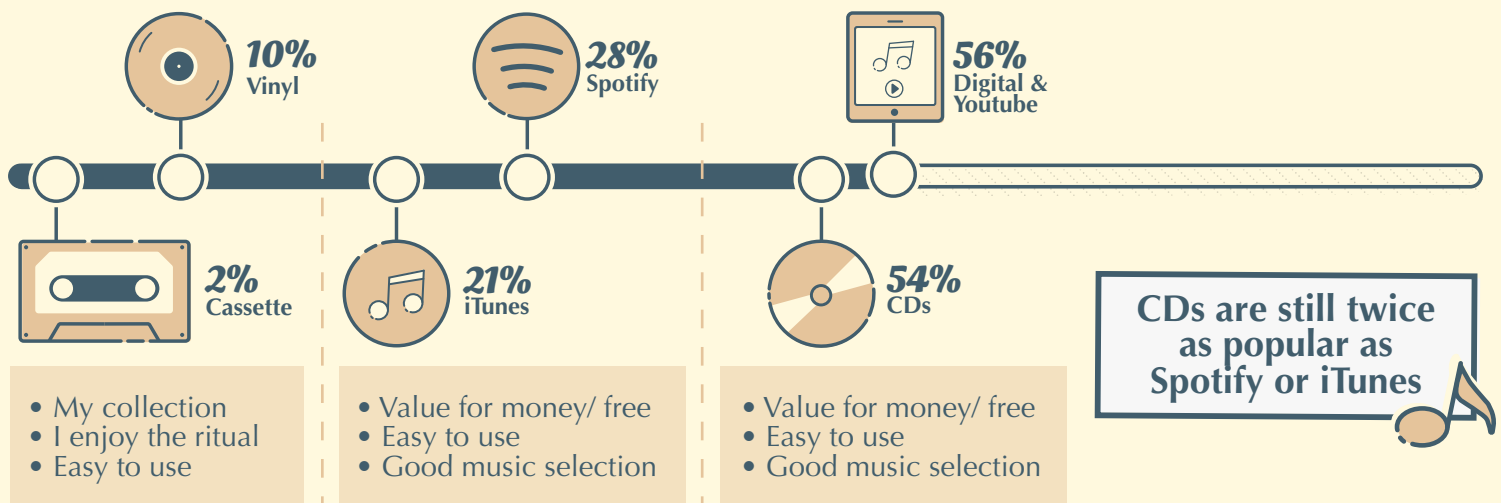 10%
Vinyl
28%
Spotify
56%
Digital &
Youtube
2%
Cassette
21%
iTunes
54%
CDs
CDs are still twice
as popular as
Spotify or iTunes
• My collection
• I enjoy the ritual
• Easy to use
• Value for money/ free
• Easy to use
• Good music selection
• Value for money/ free
• Easy to use
• Good music selection